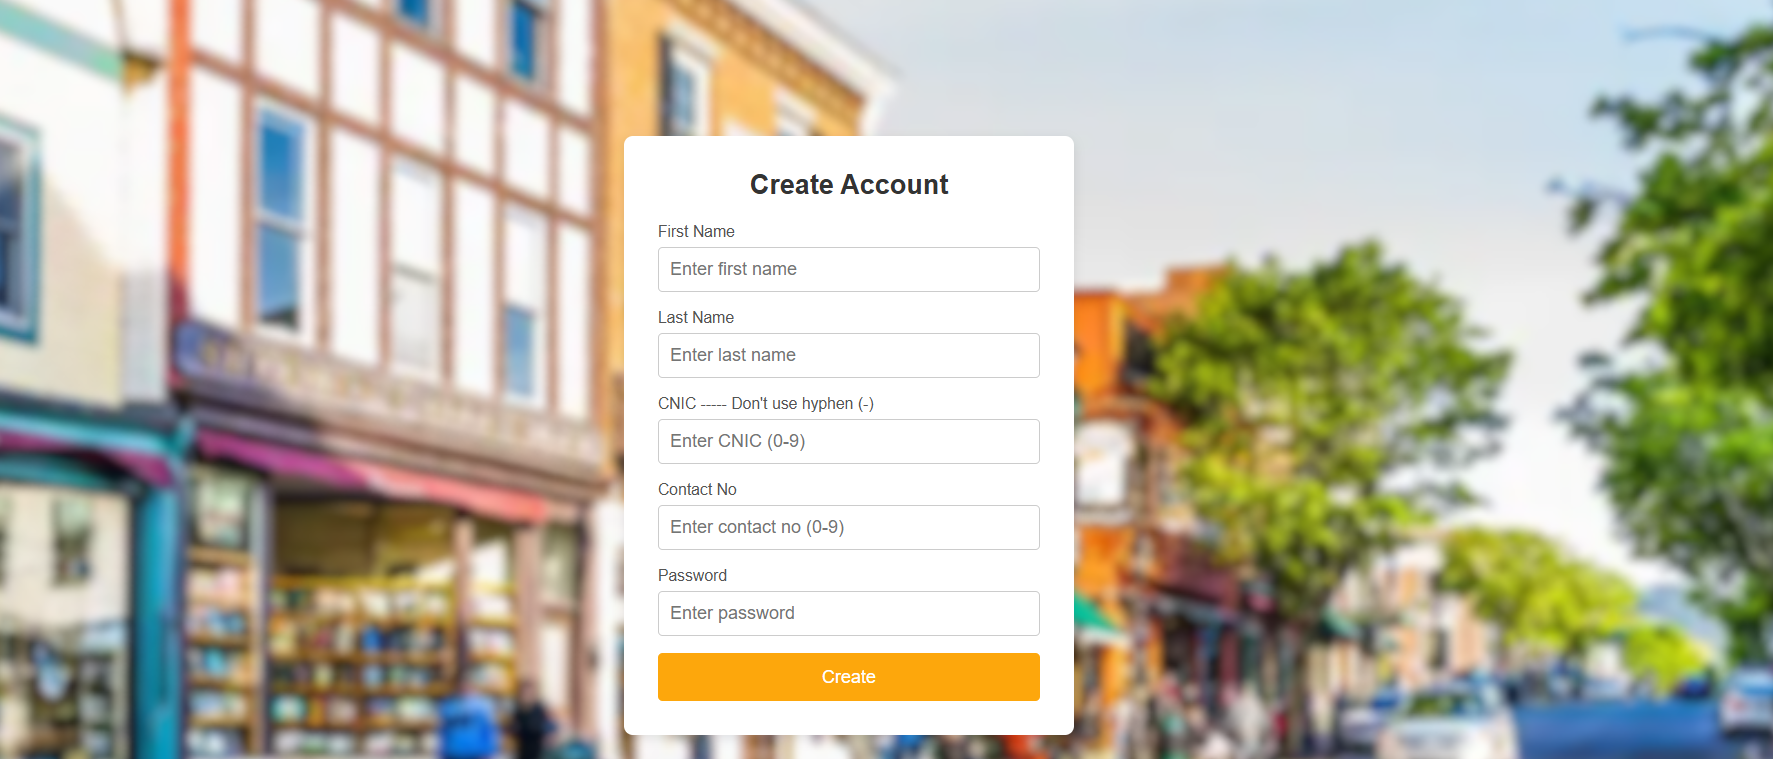 Create Account
First Name
Enter first name
Last Name
Enter last name
CNIC ----- Don't use hyphen (-)
Enter CNIC (0-9)
Contact No
Enter contact no (0-9)
Password
Enter password
Create